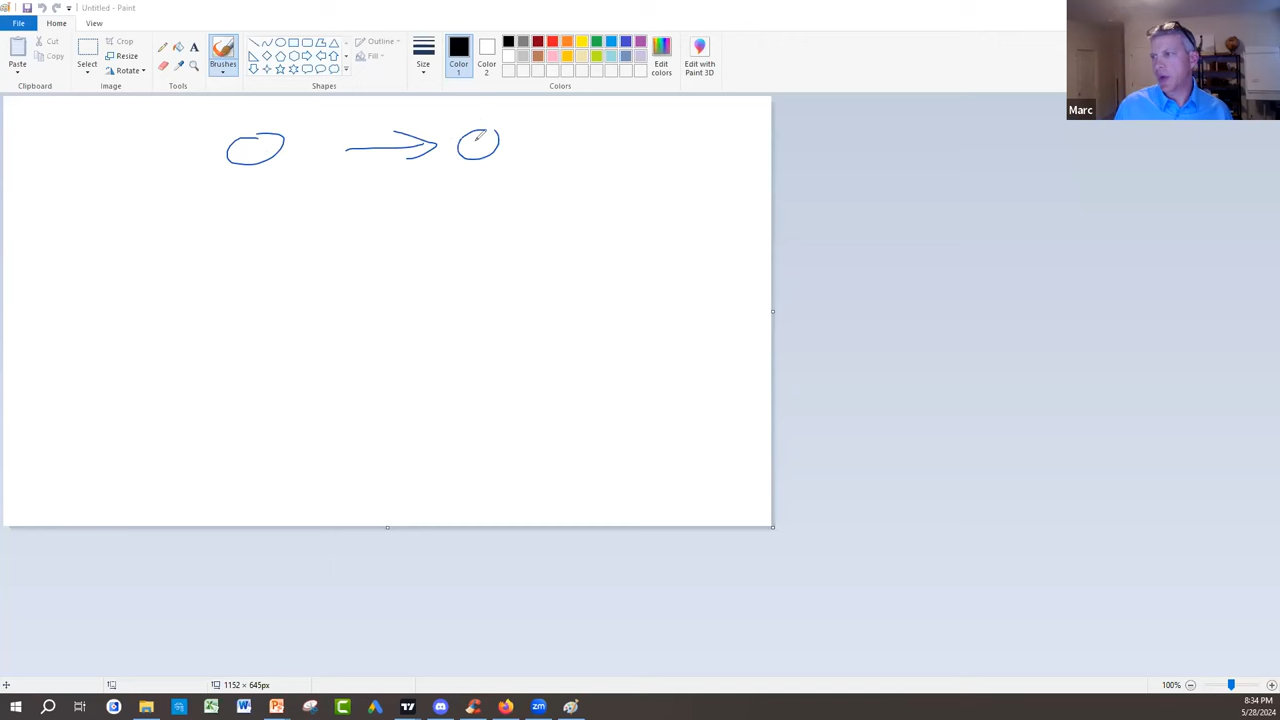 Untitled - Paint
File
Home
View
Paste
Cut
Copy
Clipboard
Select
Crop
Resize
Rotate
Image
A
Tools
Brushes
Outline
Fill
Shapes
Size
Color
1
Color
2
Edit
colors
Edit with
Paint 3D
Colors
Marc
1152 × 645px
100%
8:34 PM
5/28/2024